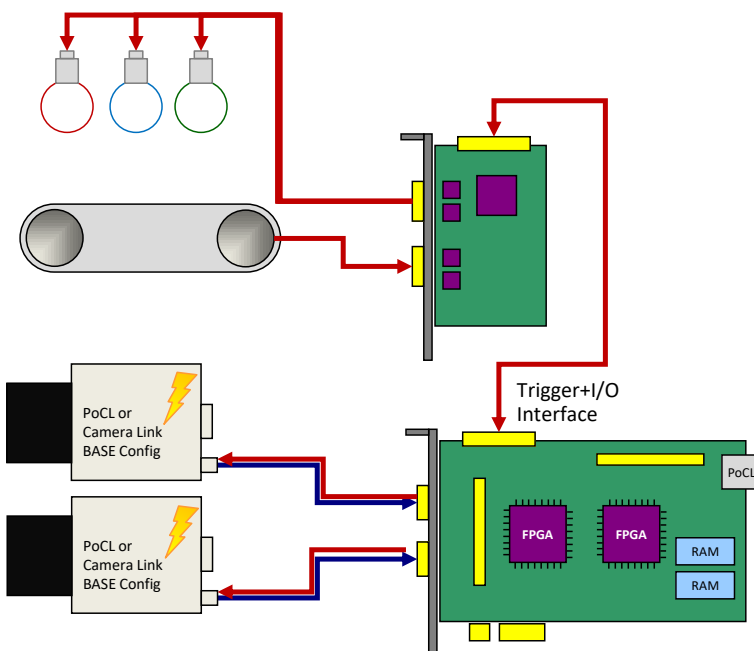 Trigger+I/O
Interface
PoCL or
Camera Link
BASE Config
PoCL
FPGA
FPGA
RAM
RAM
PoCL or
Camera Link
BASE Config